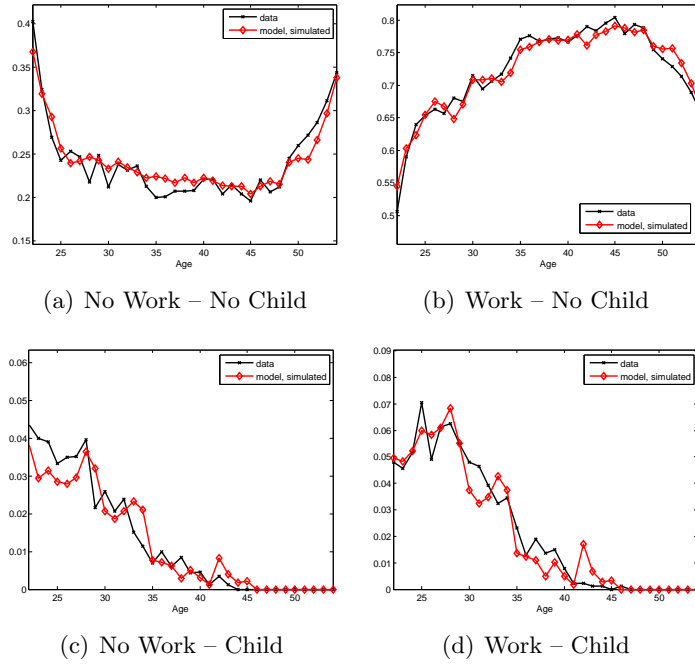 0.4
0.35
0.3
0.25
0.2
0.15
25 30 35 40 45 50
Age
data
model, simulated
(a) No Work – No Child
0.8
0.75
0.7
0.65
0.6
0.55
0.5
25 30 35 40 45 50
Age
data
model, simulated
(b) Work – No Child
0.06
0.05
0.04
0.03
0.02
0.01
0
25 30 35 40 45 50
Age
data
model, simulated
(c) No Work – Child
0.09
0.08
0.07
0.06
0.05
0.04
0.03
0.02
0.01
0
25 30 35 40 45 50
Age
data
model, simulated
(d) Work – Child